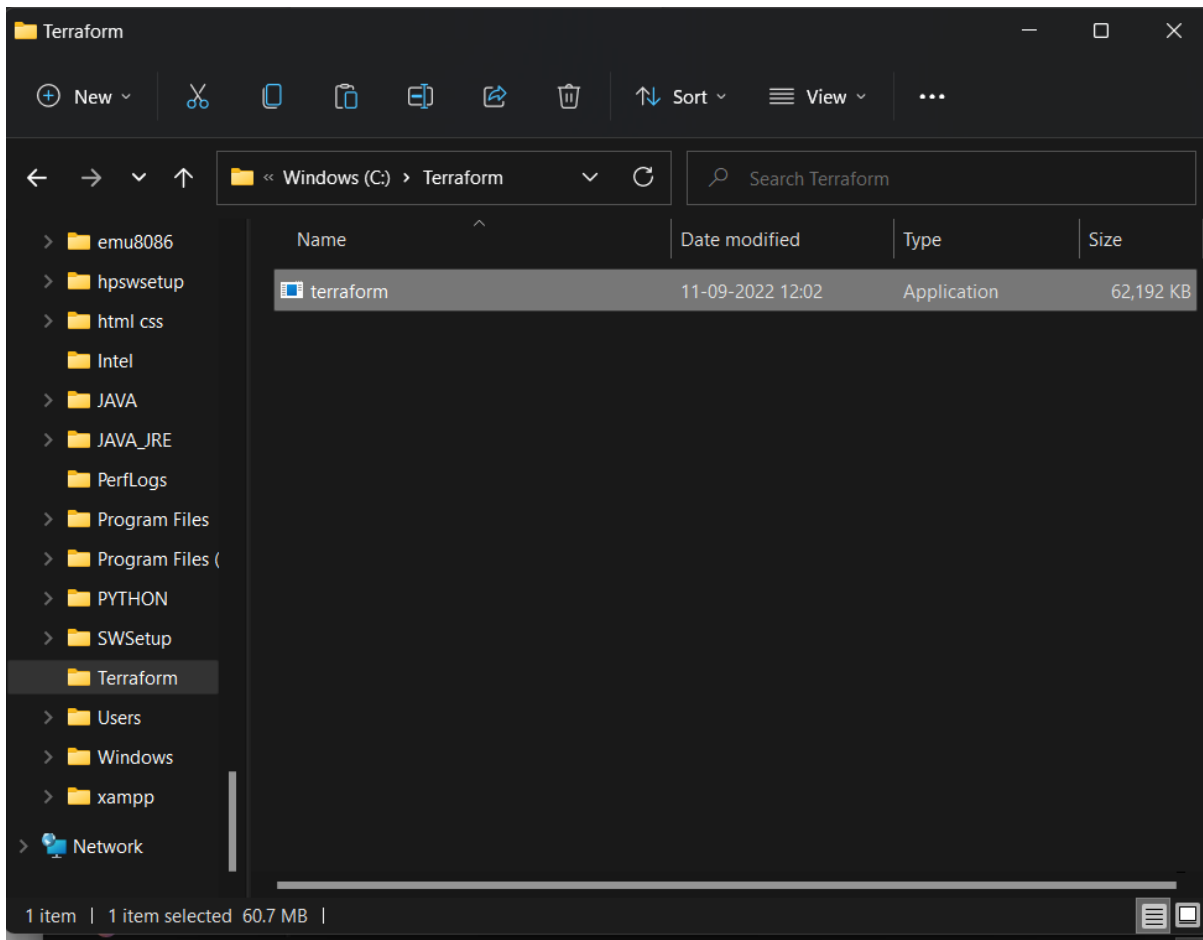 Terraform
New Sort View
« Windows (C:) > Terraform Search Terraform
Name Date modified Type Size
terraform 11-09-2022 12:02 Application 62,192 KB
emu8086
hpswsetup
html css
Intel
JAVA
JAVA_JRE
PerfLogs
Program Files
Program Files (
PYTHON
SWSetup
Terraform
Users
Windows
xampp
Network
1 item | 1 item selected 60.7 MB |